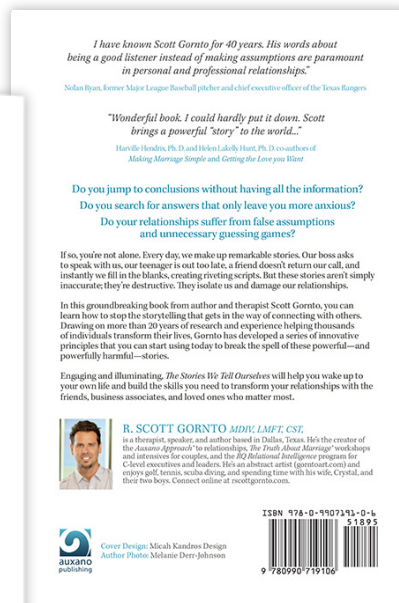 I have known Scott Gornto for 40 years. His words about
being a good listener instead of making assumptions are paramount
in personal and professional relationships."
Nolan Ryan, former Major League Baseball pitcher and chief executive officer of the Texas Rangers
"Wonderful book. I could hardly put it down. Scott
brings a powerful "story" to the world..."
Harville Hendrix, Ph. D. and Helen Lakelly Hunt, Ph. D. co-authors of
Making Marriage Simple and Getting the Love you Want
Do you jump to conclusions without having all the information?
Do you search for answers that only leave you more anxious?
Do your relationships suffer from false assumptions
and unnecessary guessing games?
If so, you're not alone. Every day, we make up remarkable stories. Our boss asks
to speak with us, our teenager is out too late, a friend doesn't return our call, and
instantly we fill in the blanks, creating riveting scripts. But these stories aren't simply
inaccurate; they're destructive. They isolate us and damage our relationships.
In this groundbreaking book from author and therapist Scott Gornto, you can
learn how to stop the storytelling that gets in the way of connecting with others.
Drawing on more than 20 years of research and experience helping thousands
of individuals transform their lives, Gornto has developed a series of innovative
principles that you can start using today to break the spell of these powerful—and
powerfully harmful—stories.
Engaging and illuminating, The Stories We Tell Ourselves will help you wake up to
your own life and build the skills you need to transform your relationships with the
friends, business associates, and loved ones who matter most.
R. SCOTT GORNTO MDIV, LMFT, CST,
is a therapist, speaker, and author based in Dallas, Texas. He's the creator of
the Auxano Approach™ to relationships, The Truth About Marriage™ workshops
and intensives for couples, and the RQ Relational Intelligence program for
C-level executives and leaders. He's an abstract artist (gorntoart.com) and
enjoys golf, tennis, scuba diving, and spending time with his wife, Crystal, and
their two boys. Connect online at rscottgornto.com.
ISBN 978-0-9907191-0-6
51895
9 780990 719106
auxano
publishing
Cover Design: Micah Kandros Design
Author Photo: Melanie Derr-Johnson